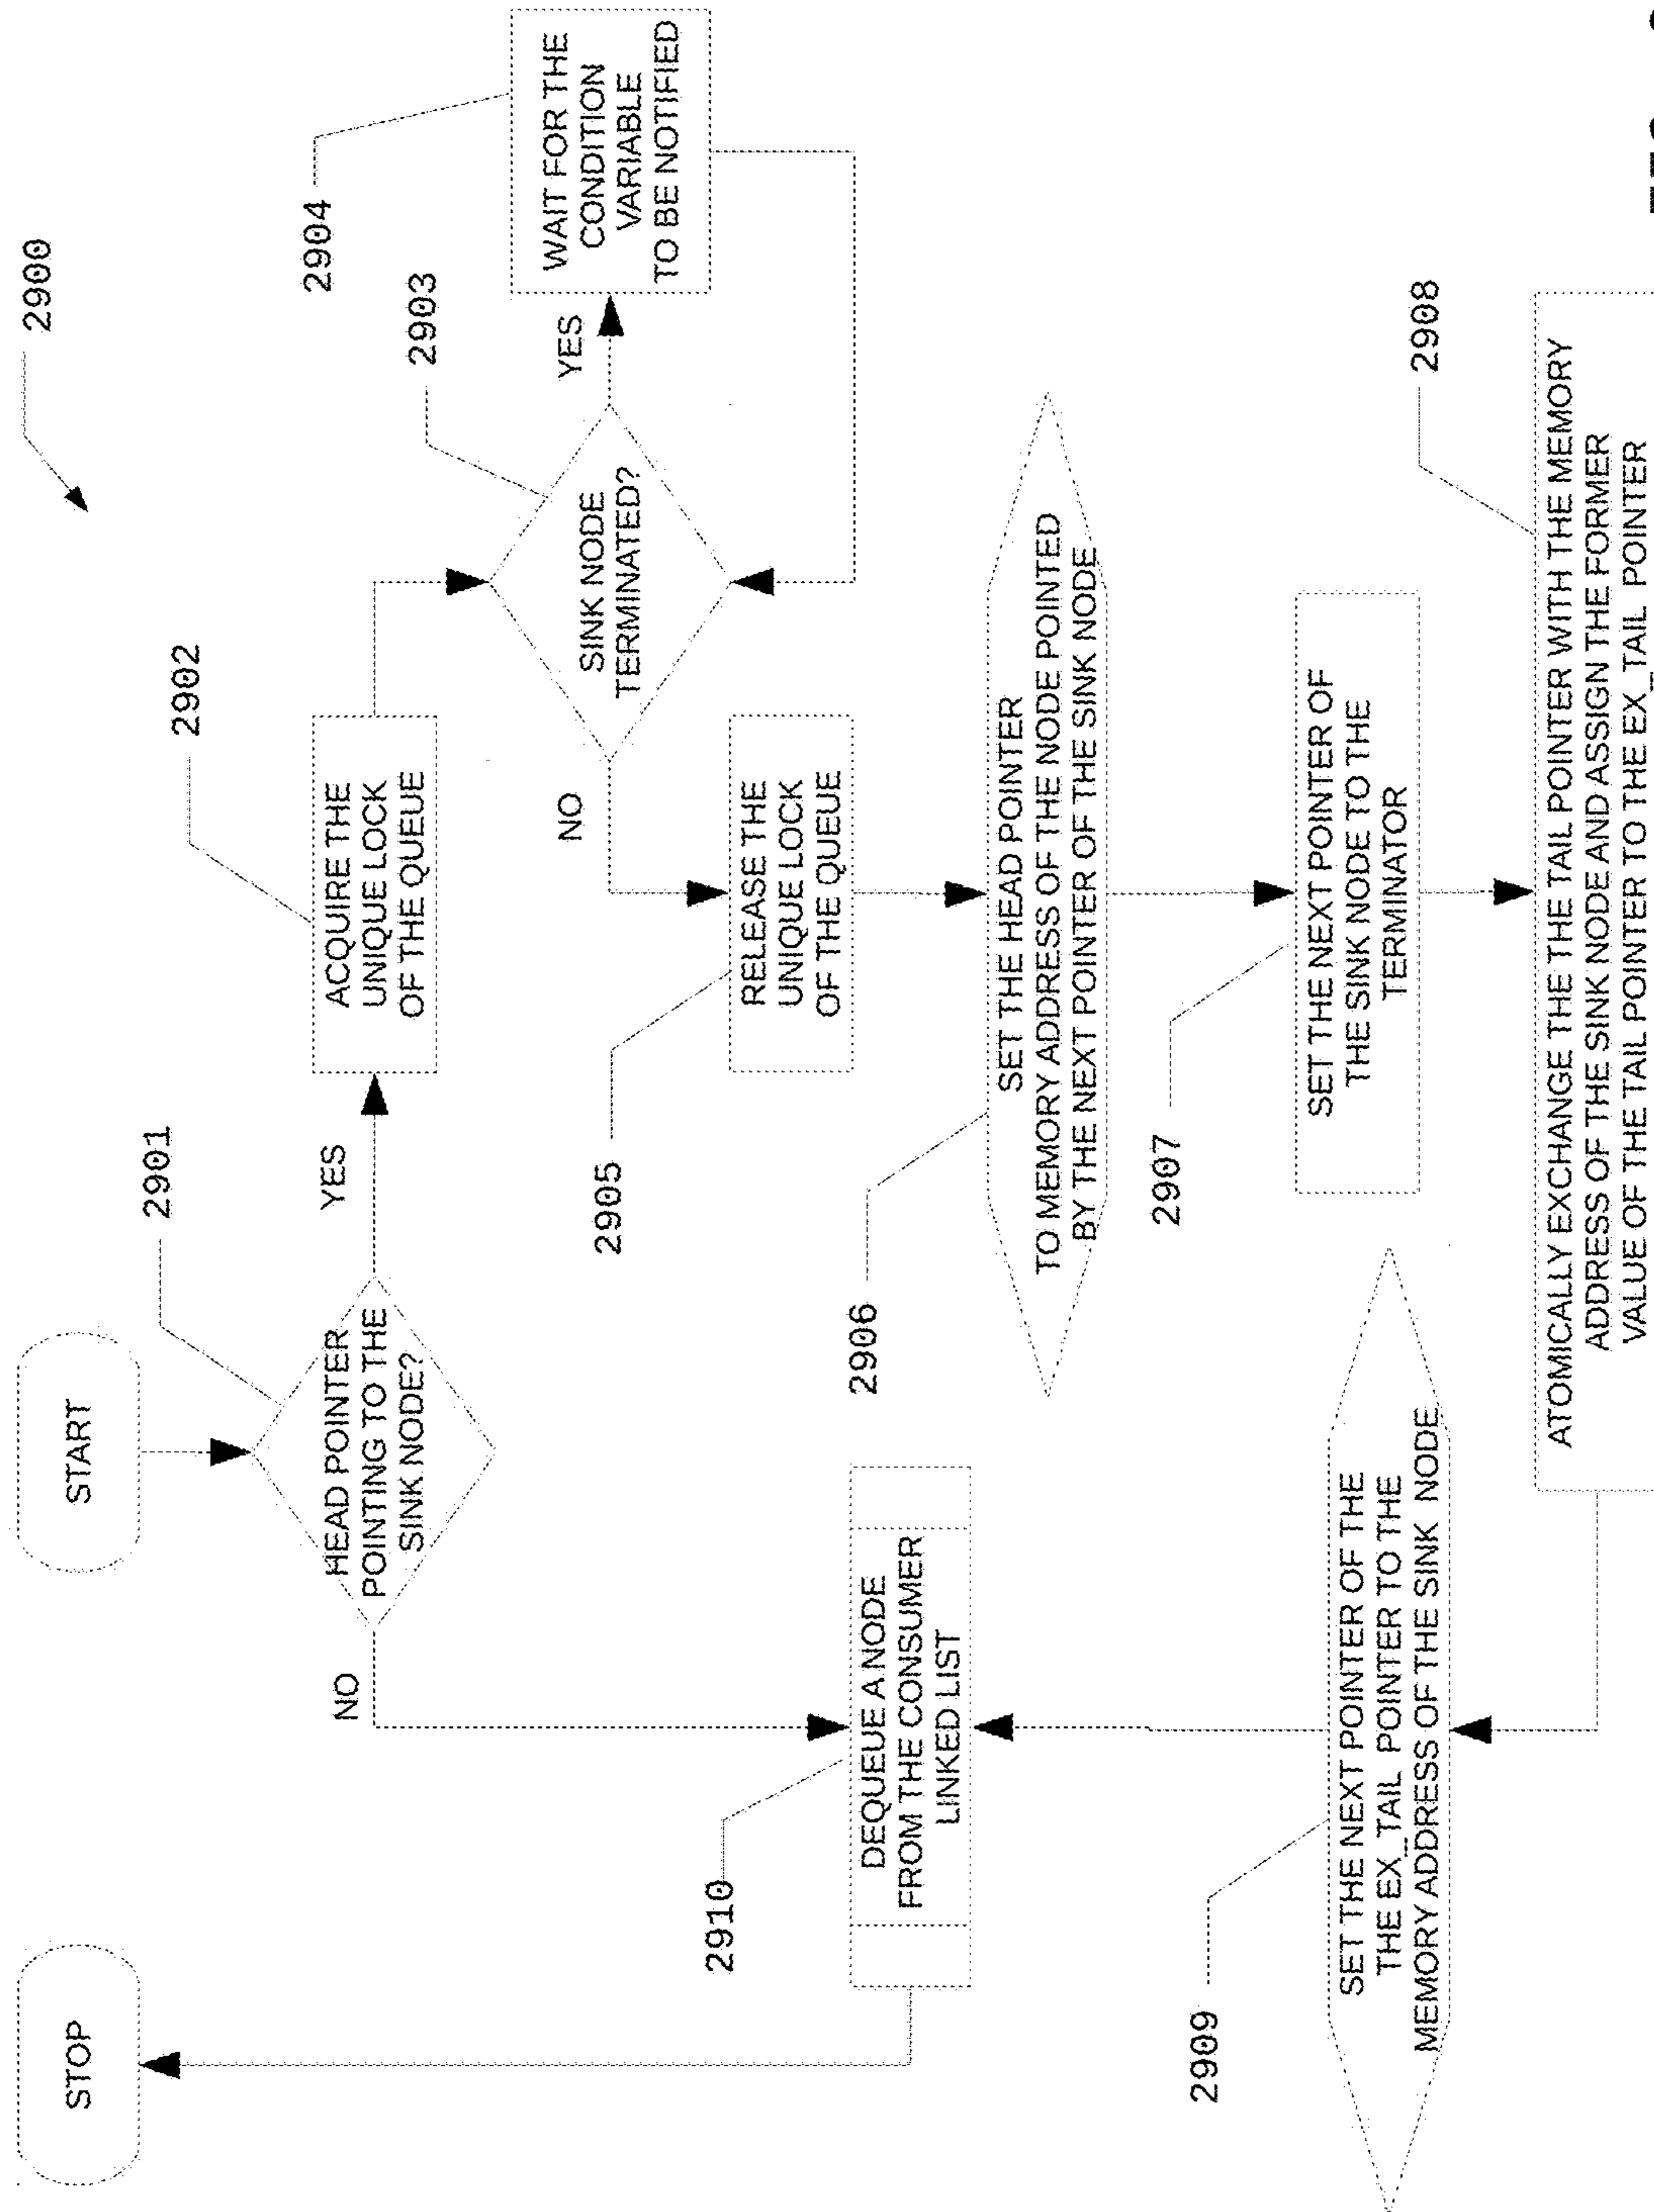 2900
START
STOP
2901
HEAD POINTER
POINTING TO THE
SINK NODE?
YES
NO
2902
ACQUIRE THE
UNIQUE LOCK
OF THE QUEUE
2903
SINK NODE
TERMINATED?
YES
NO
2904
WAIT FOR THE
CONDITION
VARIABLE
TO BE NOTIFIED
2905
RELEASE THE
UNIQUE LOCK
OF THE QUEUE
2906
SET THE HEAD POINTER
TO MEMORY ADDRESS OF THE NODE POINTED
BY THE NEXT POINTER OF THE SINK NODE
2907
SET THE NEXT POINTER OF
THE SINK NODE TO THE
TERMINATOR
2908
ATOMICALLY EXCHANGE THE TAIL POINTER WITH THE MEMORY
ADDRESS OF THE SINK NODE AND ASSIGN THE FORMER
VALUE OF THE TAIL POINTER TO THE EX_TAIL POINTER
2909
SET THE NEXT POINTER OF THE
THE EX_TAIL POINTER TO THE
MEMORY ADDRESS OF THE SINK NODE
2910
DEQUEUE A NODE
FROM THE CONSUMER
LINKED LIST